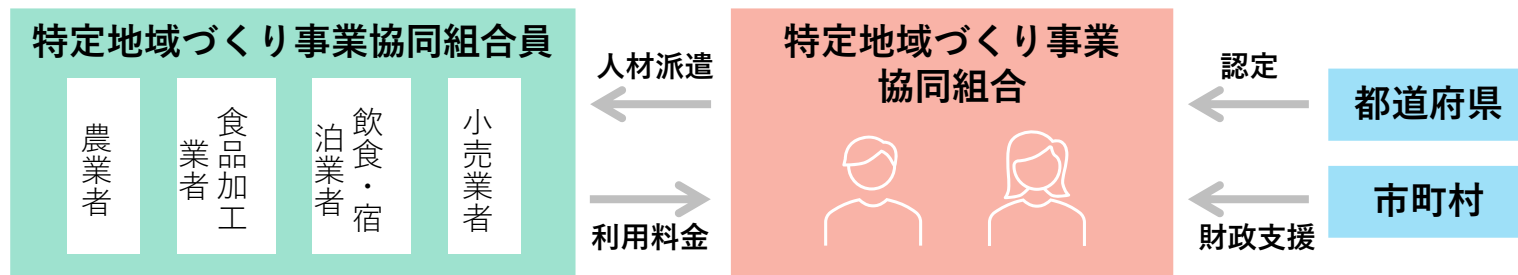 特定地域づくり事業協同組合員
農業者
食品加工
業者
飲食・宿
泊業者
小売業者
人材派遣
利用料金
特定地域づくり事業
協同組合
認定
財政支援
都道府県
市町村